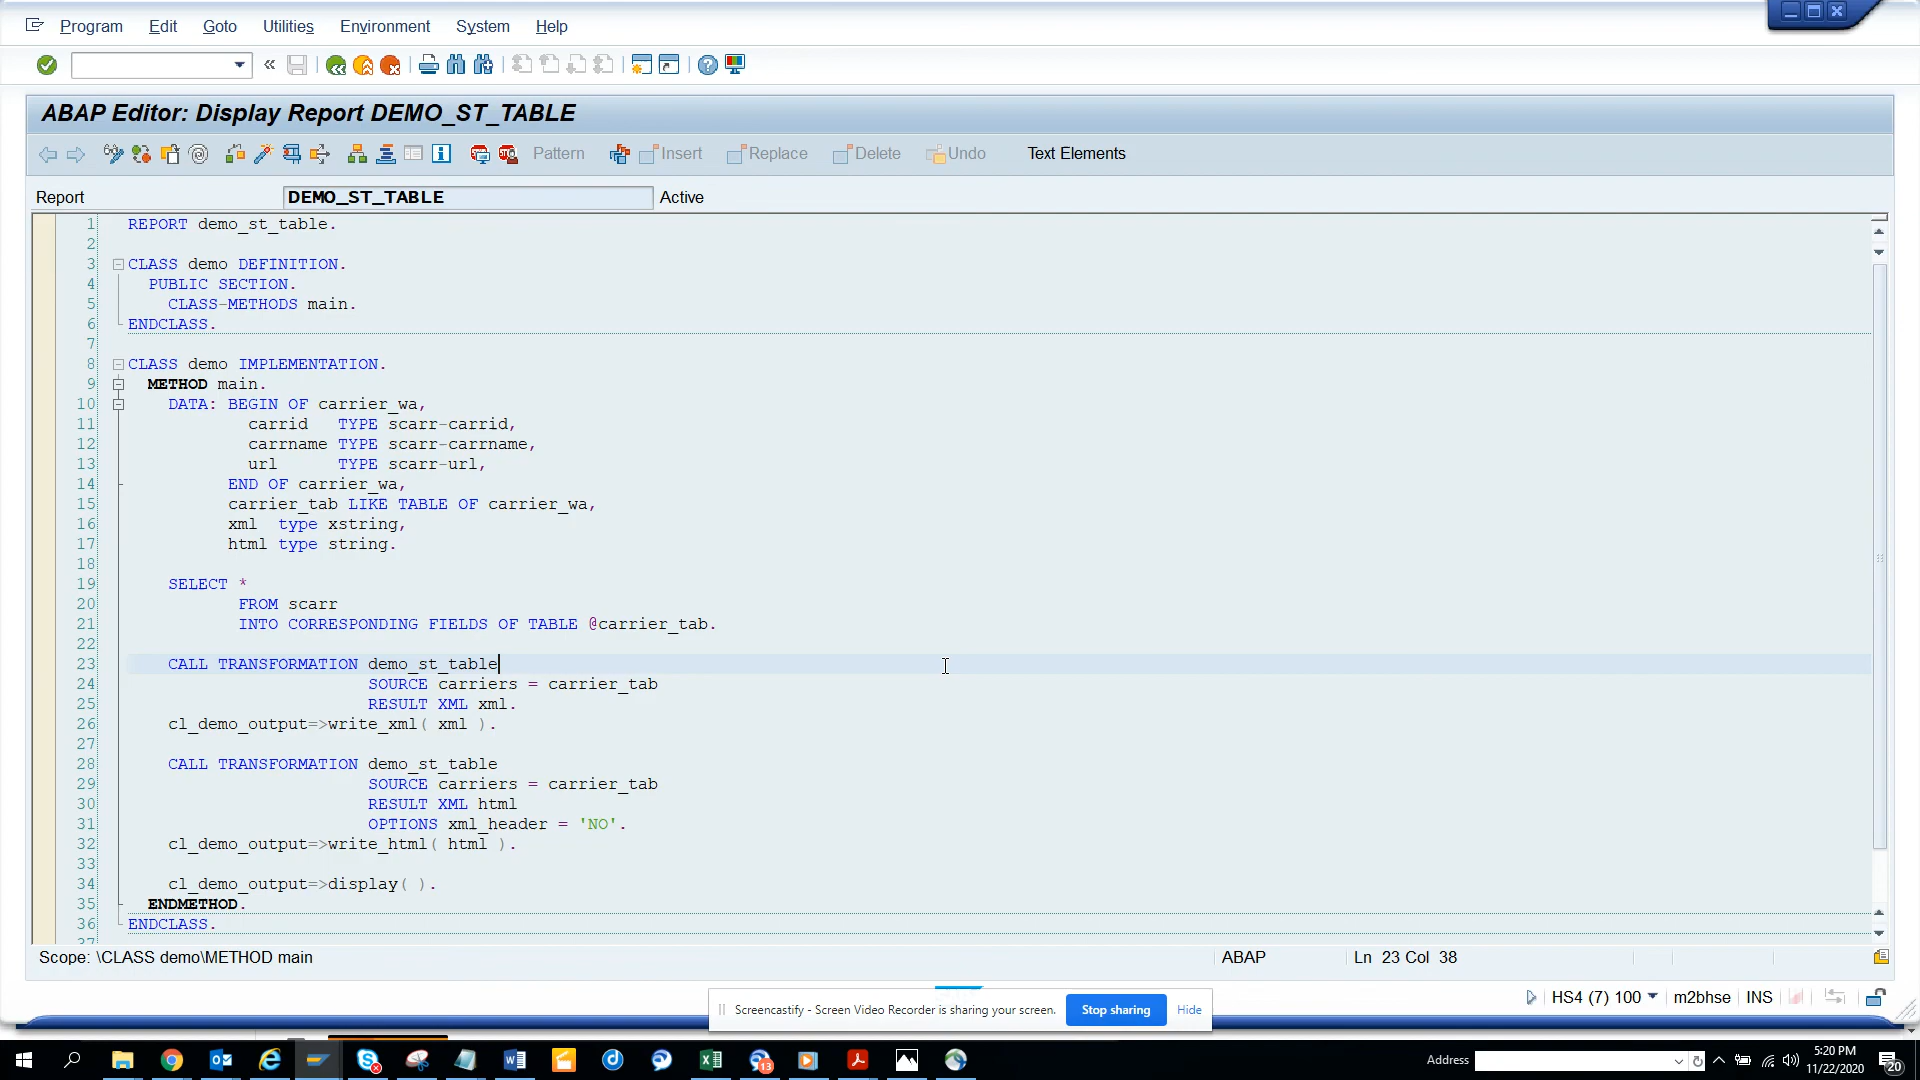 Program Edit Goto Utilities Environment System Help
ABAP Editor: Display Report DEMO_ST_TABLE
Pattern Insert Replace Delete Undo Text Elements
Report DEMO_ST_TABLE Active
1 REPORT demo_st_table.
2
3 CLASS demo DEFINITION.
4 PUBLIC SECTION.
5 CLASS-METHODS main.
6 ENDCLASS.
7
8 CLASS demo IMPLEMENTATION.
9 METHOD main.
10 DATA: BEGIN OF carrier_wa,
11 carrid TYPE scarr-carrid,
12 carrname TYPE scarr-carrname,
13 url TYPE scarr-url,
14 END OF carrier_wa,
15 carrier_tab LIKE TABLE OF carrier_wa,
16 xml type xstring,
17 html type string.
18
19 SELECT *
20 FROM scarr
21 INTO CORRESPONDING FIELDS OF TABLE @carrier_tab.
22
23 CALL TRANSFORMATION demo_st_table
24 SOURCE carriers = carrier_tab
25 RESULT XML xml.
26 cl_demo_output=>write_xml( xml ).
27
28 CALL TRANSFORMATION demo_st_table
29 SOURCE carriers = carrier_tab
30 RESULT XML html
31 OPTIONS xml_header = 'NO'.
32 cl_demo_output=>write_html( html ).
33
34 cl_demo_output=>display( ).
35 ENDMETHOD.
36 ENDCLASS.
37
Scope: \CLASS demo\METHOD main ABAP Ln 23 Col 38
HS4 (7) 100 m2bhse INS
Screencastify - Screen Video Recorder is sharing your screen. Stop sharing Hide
Address 5:20 PM
11/22/2020
13
20